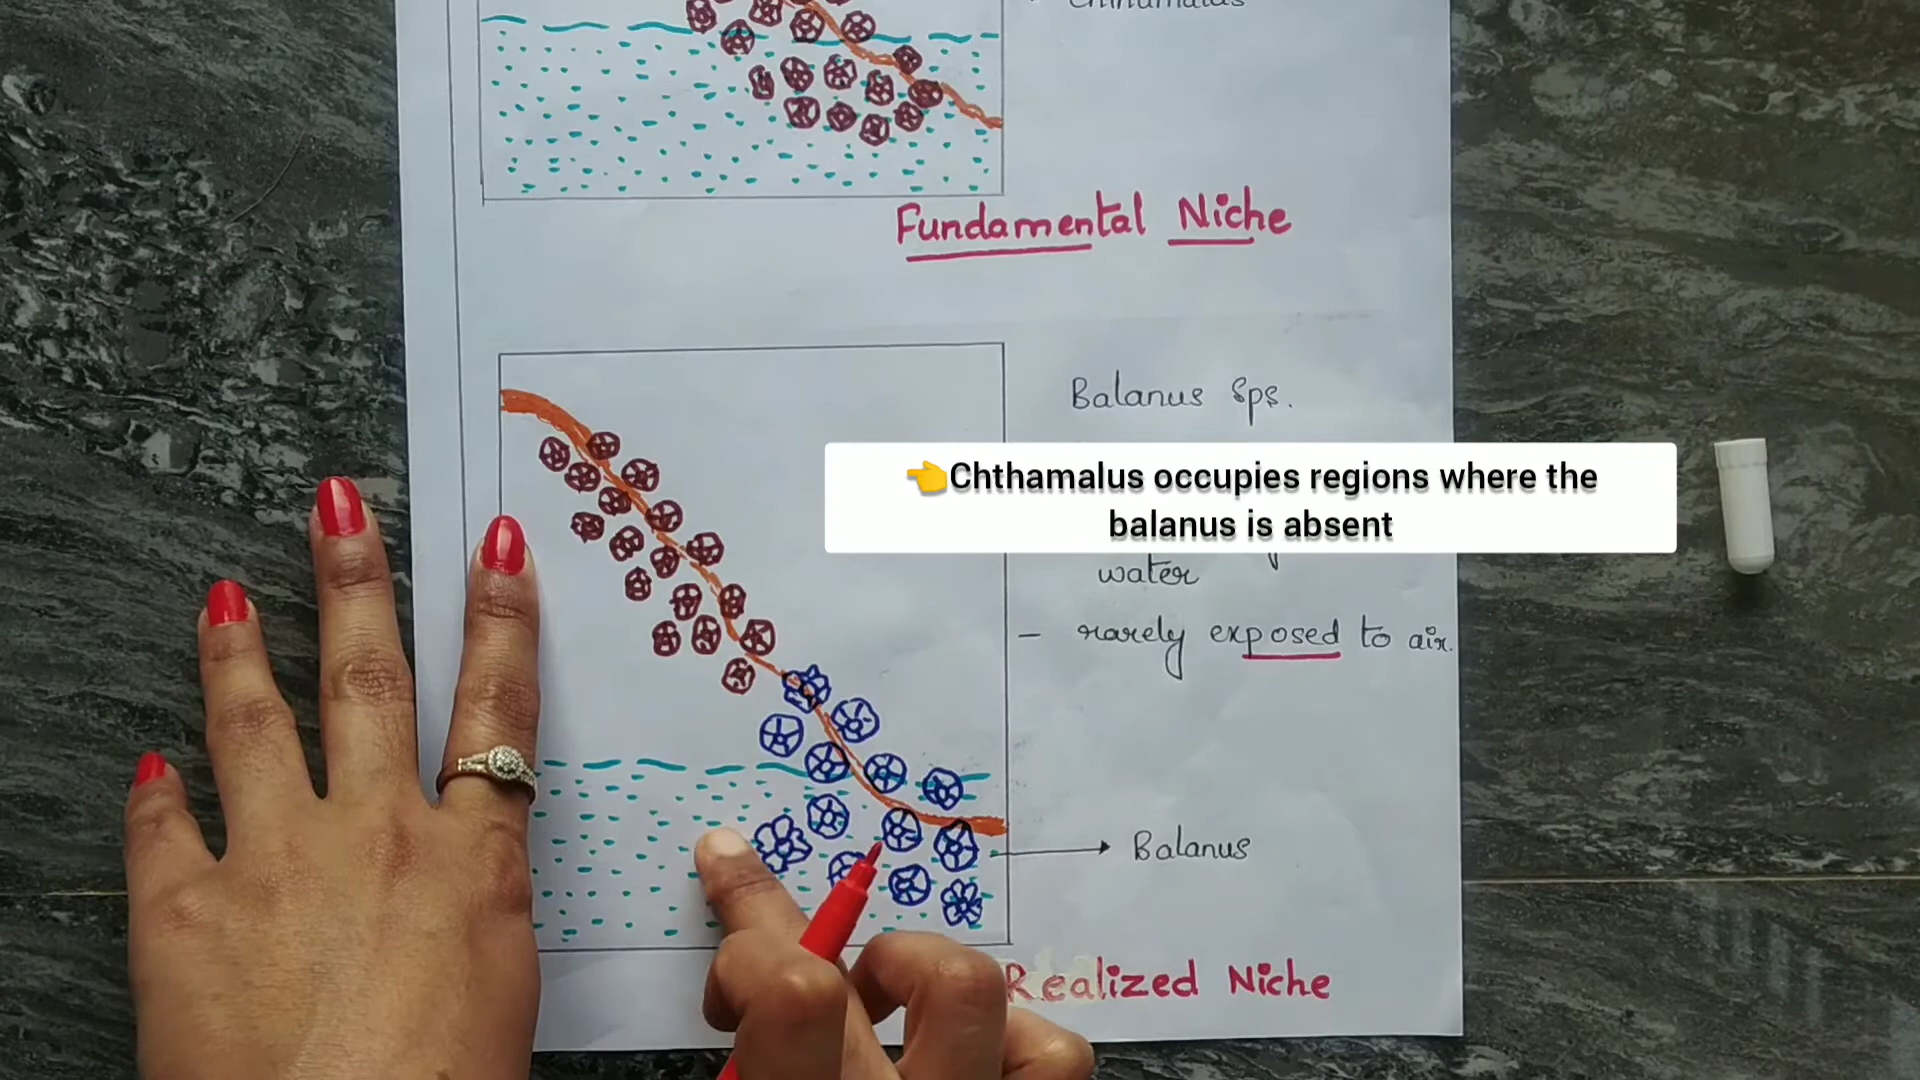 Fundamental Niche
Balanus Sps.
👈Chthamalus occupies regions where the
balanus is absent
water
- rarely exposed to air.
Balanus
Realized Niche